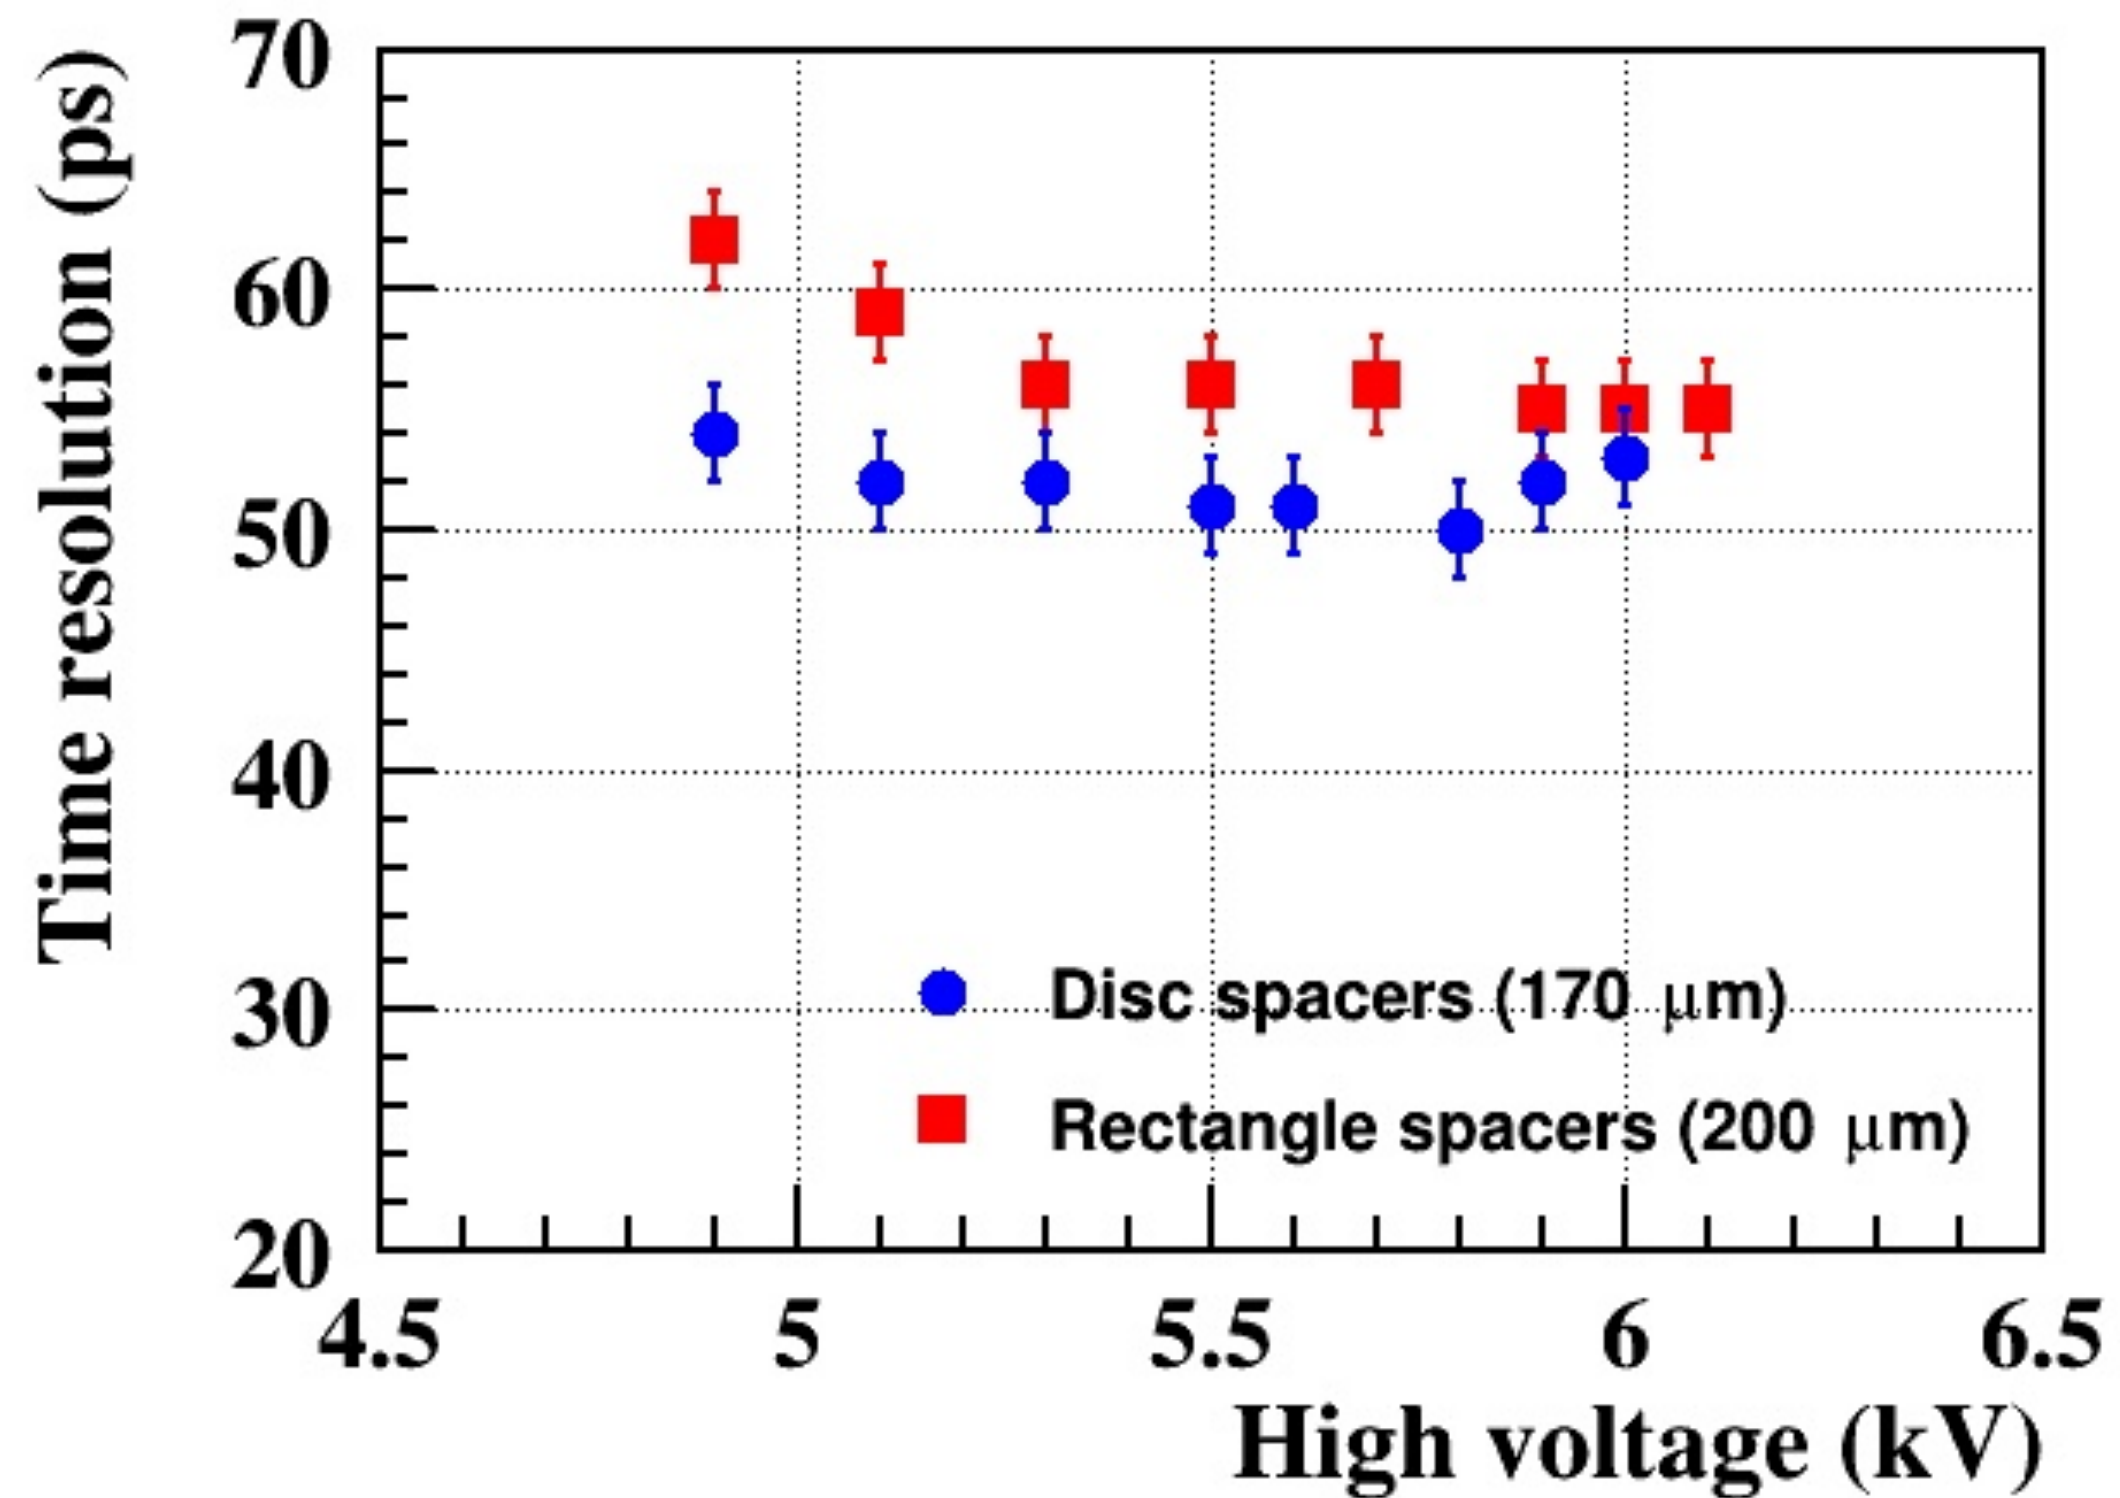 Time resolution (ps)
70
60
50
40
30
20
Disc spacers (170 μm)
Rectangle spacers (200 μm)
4.5 5 5.5 6 6.5
High voltage (kV)